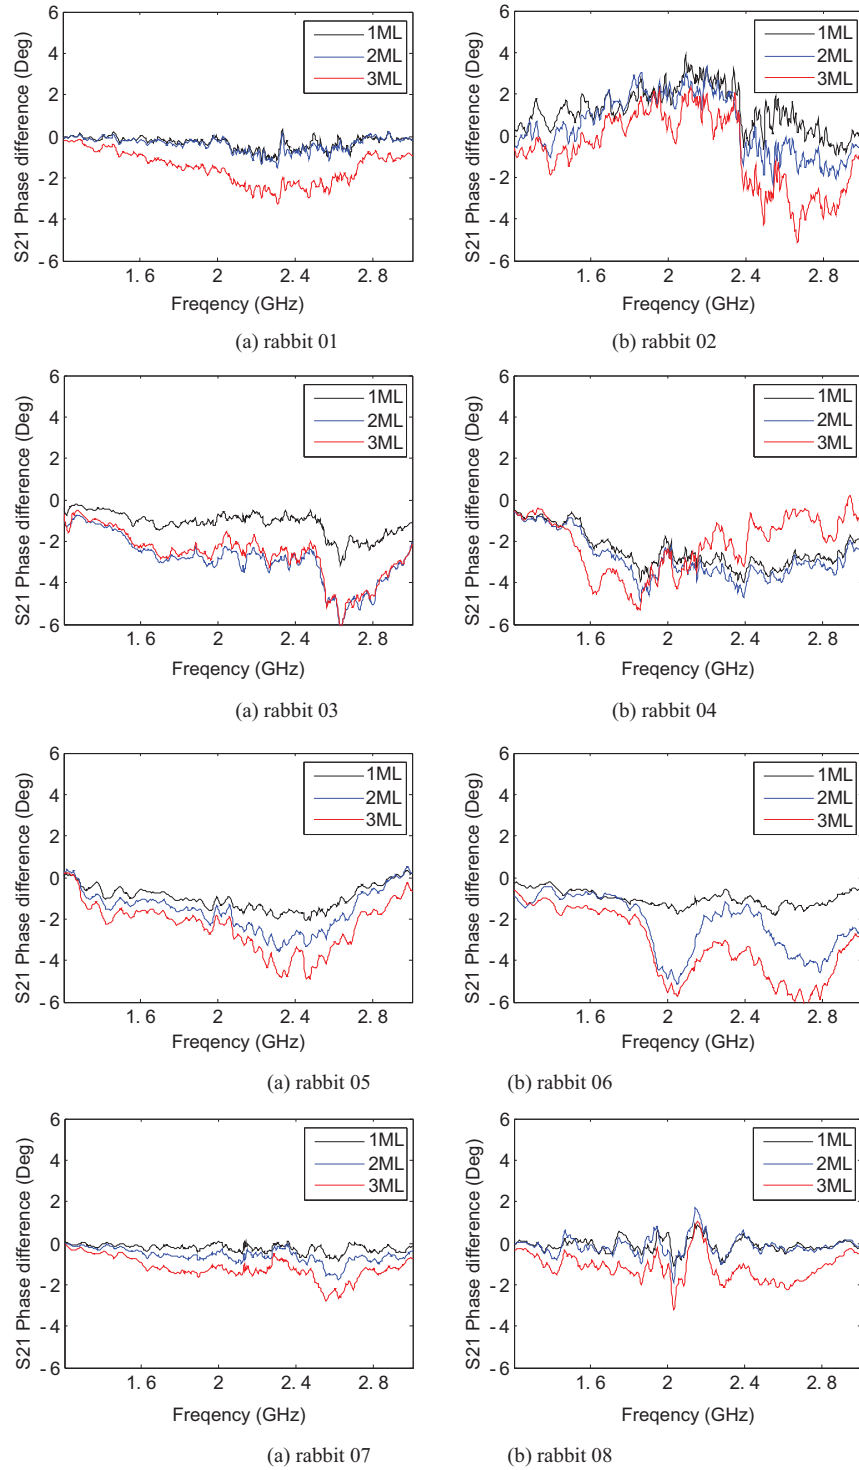 6
4
2
0
-2
-4
-6
S21 Phase difference (Deg)
1ML
2ML
3ML
1.6 2 2.4 2.8
Freqency (GHz)
(a) rabbit 01
6
4
2
0
-2
-4
-6
S21 Phase difference (Deg)
1ML
2ML
3ML
1.6 2 2.4 2.8
Freqency (GHz)
(b) rabbit 02
6
4
2
0
-2
-4
-6
S21 Phase difference (Deg)
1ML
2ML
3ML
1.6 2 2.4 2.8
Freqency (GHz)
(a) rabbit 03
6
4
2
0
-2
-4
-6
S21 Phase difference (Deg)
1ML
2ML
3ML
1.6 2 2.4 2.8
Freqency (GHz)
(b) rabbit 04
6
4
2
0
-2
-4
-6
S21 Phase difference (Deg)
1ML
2ML
3ML
1.6 2 2.4 2.8
Freqency (GHz)
(a) rabbit 05
6
4
2
0
-2
-4
-6
S21 Phase difference (Deg)
1ML
2ML
3ML
1.6 2 2.4 2.8
Freqency (GHz)
(b) rabbit 06
6
4
2
0
-2
-4
-6
S21 Phase difference (Deg)
1ML
2ML
3ML
1.6 2 2.4 2.8
Freqency (GHz)
(a) rabbit 07
6
4
2
0
-2
-4
-6
S21 Phase difference (Deg)
1ML
2ML
3ML
1.6 2 2.4 2.8
Freqency (GHz)
(b) rabbit 08